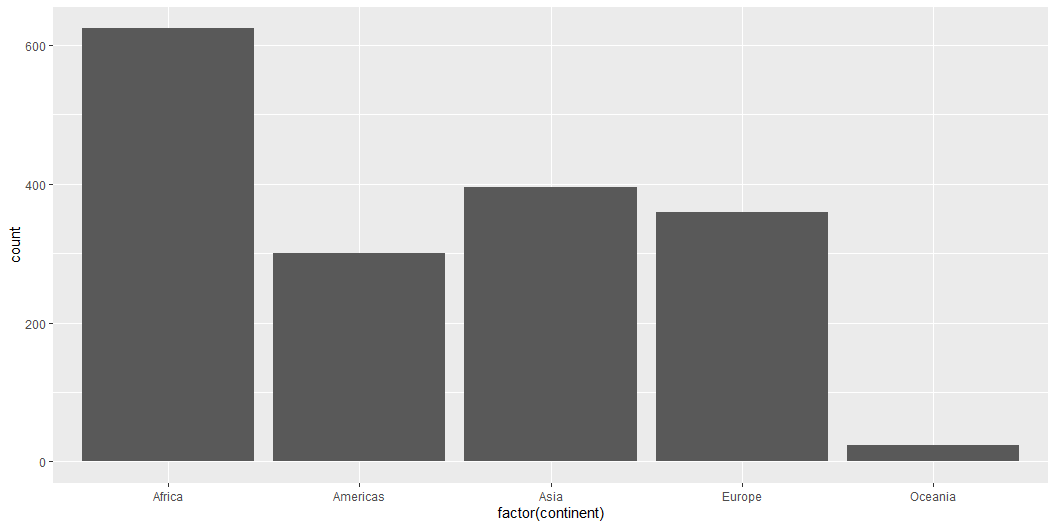 600
400
200
0
count
Africa Americas Asia Europe Oceania
factor(continent)